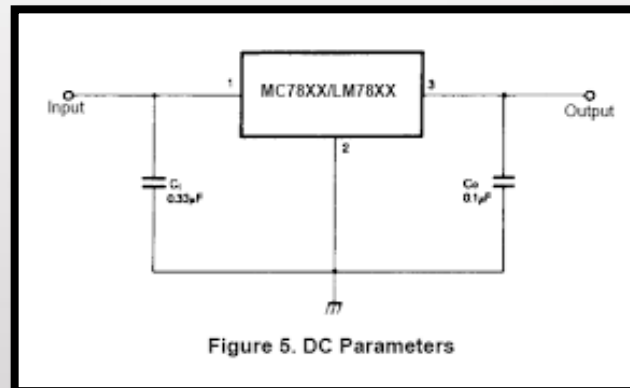 1
MC78XX/LM78XX
3
Input
Output
2
Ci
0.33µF
Co
0.1µF
Figure 5. DC Parameters